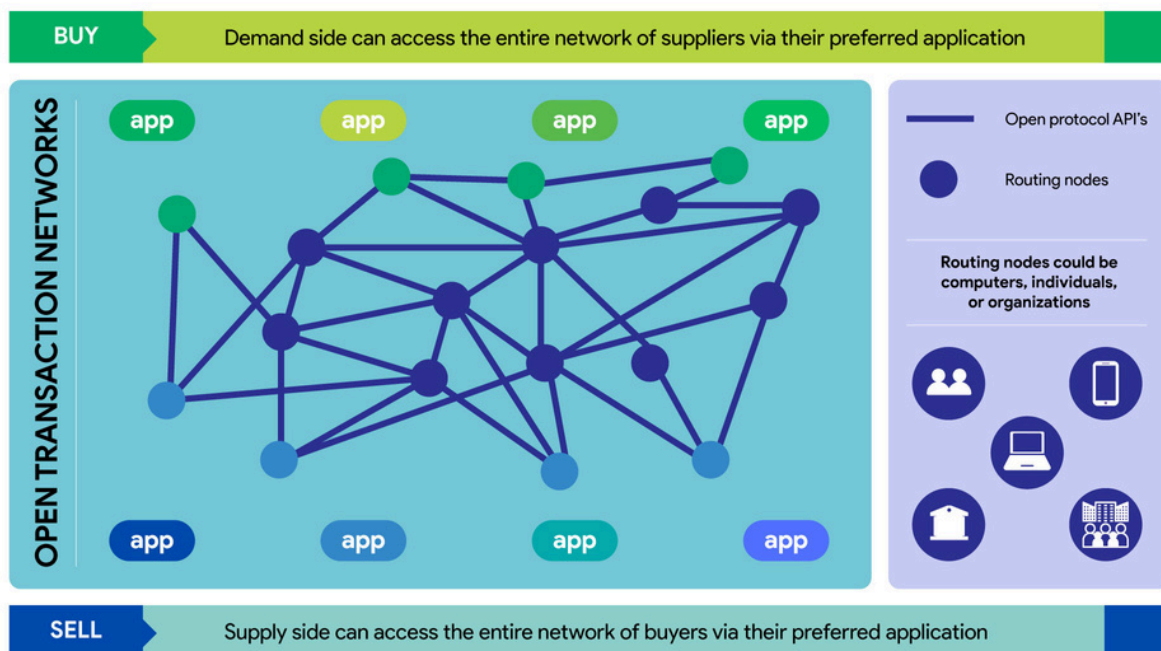 BUY
Demand side can access the entire network of suppliers via their preferred application
OPEN TRANSACTION NETWORKS
app
app
app
app
app
app
app
app
Open protocol API's
Routing nodes
Routing nodes could be
computers, individuals,
or organizations
SELL
Supply side can access the entire network of buyers via their preferred application